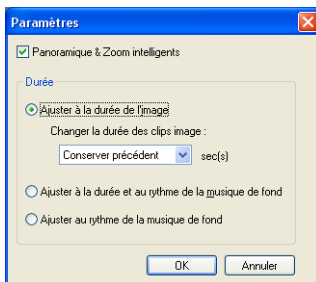 Paramètres
Panoramique & Zoom intelligents
Durée
Ajuster à la durée de l'image
Changer la durée des clips image :
Conserver précédent sec(s)
Ajuster à la durée et au rythme de la musique de fond
Ajuster au rythme de la musique de fond
OK Annuler